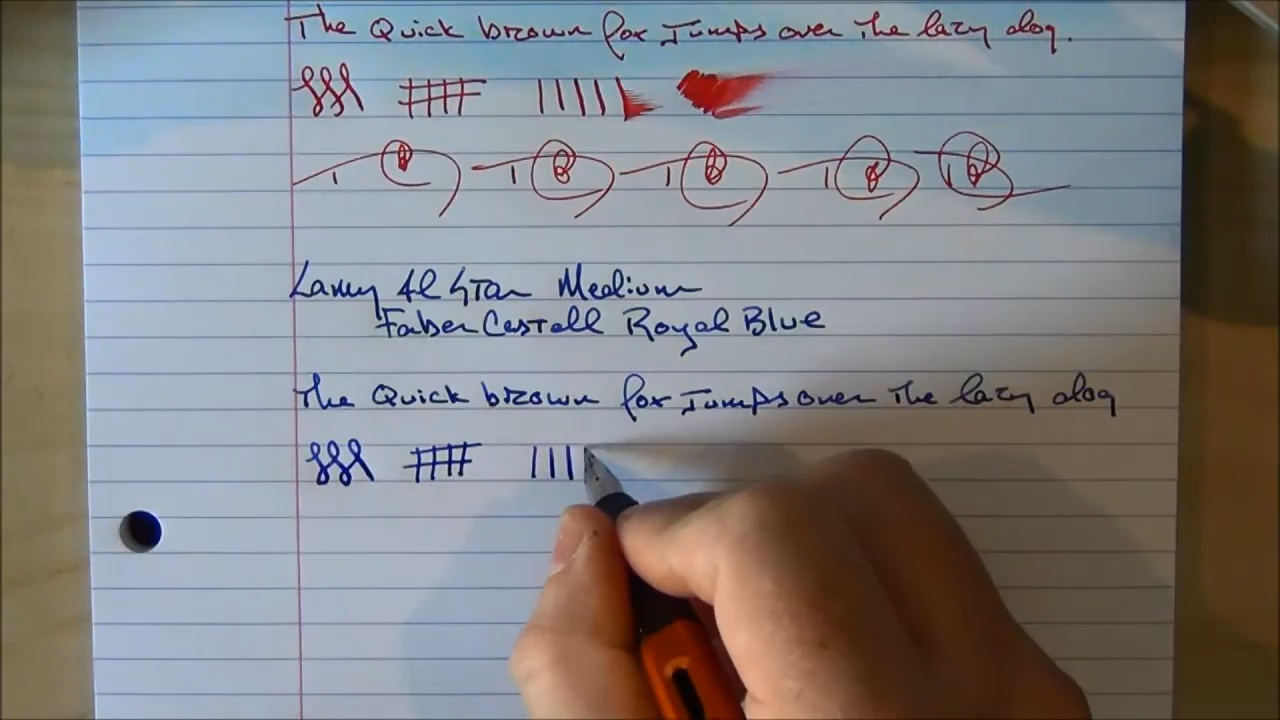 The Quick brown fox Jumps over The lazy dog.
Lamy Al Star Medium
Faber Castell Royal Blue
The Quick brown fox Jumps over The lazy dog